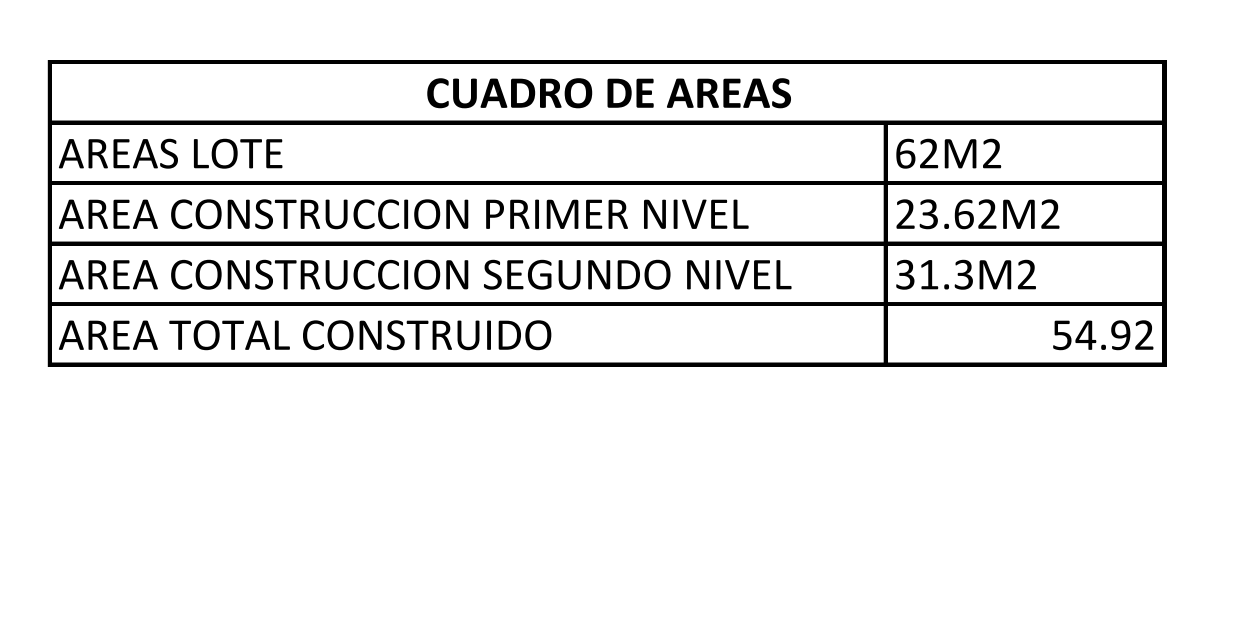 CUADRO DE AREAS
AREAS LOTE 62M2
AREA CONSTRUCCION PRIMER NIVEL 23.62M2
AREA CONSTRUCCION SEGUNDO NIVEL 31.3M2
AREA TOTAL CONSTRUIDO 54.92